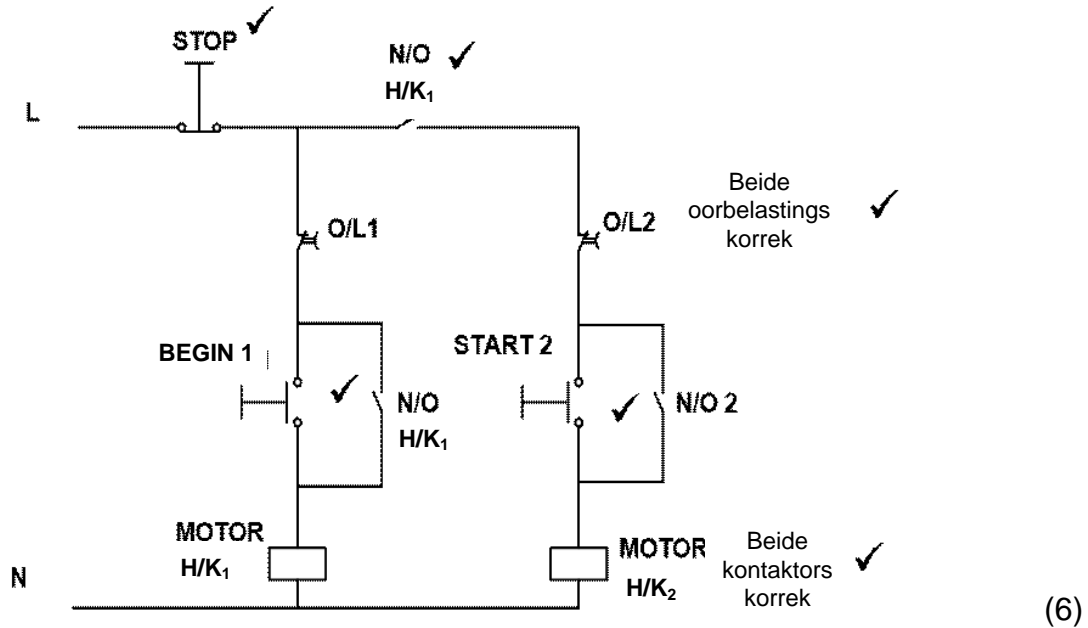 STOP ✓
N/O ✓
H/K₁
L
O/L1
O/L2
Beide
oorbelastings
korrek ✓
BEGIN 1
✓
N/O
H/K₁
START 2
✓
N/O 2
MOTOR
H/K₁
MOTOR
H/K₂
Beide
kontaktors
korrek ✓
N
(6)